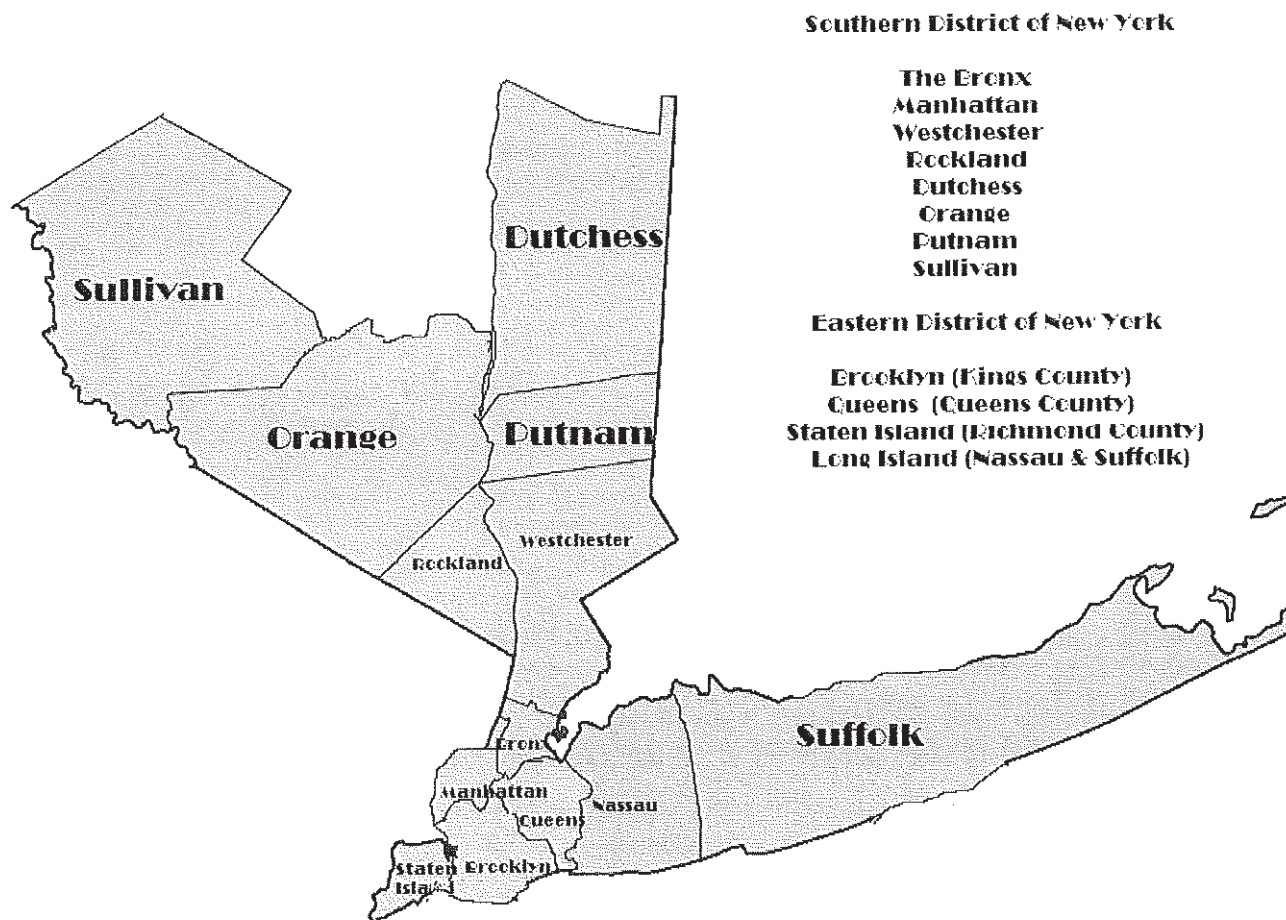 Southern District of New York
The Bronx
Manhattan
Westchester
Rockland
Dutchess
Orange
Putnam
Sullivan
Eastern District of New York
Brooklyn (Kings County)
Queens (Queens County)
Staten Island (Richmond County)
Long Island (Nassau & Suffolk)
Dutchess
Sullivan
Orange
Putnam
Westchester
Rockland
Suffolk
Bronx
Manhattan
Nassau
Queens
Staten
Island
Brooklyn